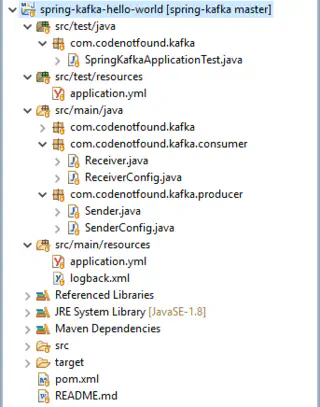 spring-kafka-hello-world [spring-kafka master]
src/test/java
com.codenotfound.kafka
SpringKafkaApplicationTest.java
src/test/resources
application.yml
src/main/java
com.codenotfound.kafka
com.codenotfound.kafka.consumer
Receiver.java
ReceiverConfig.java
com.codenotfound.kafka.producer
Sender.java
SenderConfig.java
src/main/resources
application.yml
logback.xml
Referenced Libraries
JRE System Library [JavaSE-1.8]
Maven Dependencies
src
target
pom.xml
README.md